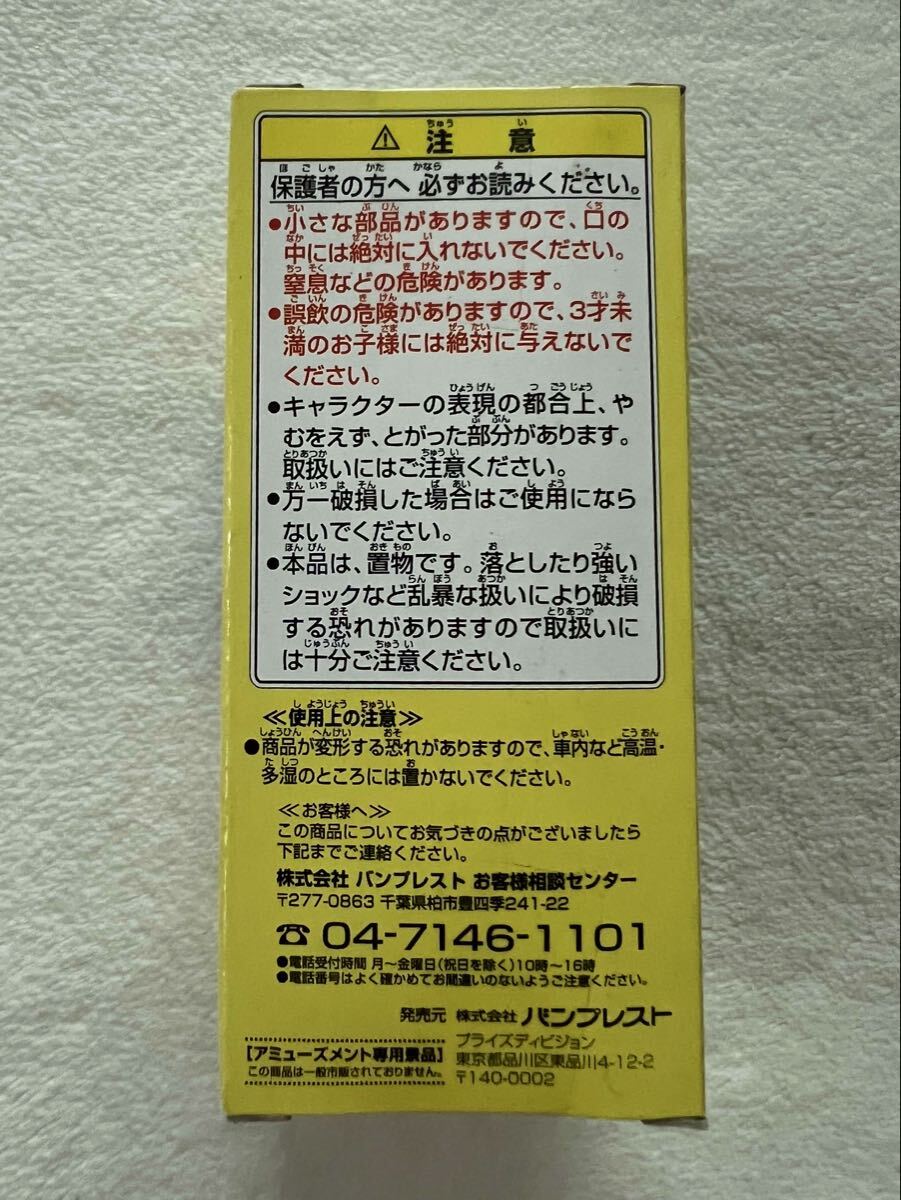 ⚠ 注意
保護者の方へ 必ずお読みください。
●小さな部品がありますので、口の
中には絶対に入れないでください。
窒息などの危険があります。
●誤飲の危険がありますので、3才未
満のお子様には絶対に与えないで
ください。
●キャラクターの表現の都合上、や
むをえず、とがった部分があります。
取扱いにはご注意ください。
●万一破損した場合はご使用になら
ないでください。
●本品は、置物です。落としたり強い
ショックなど乱暴な扱いにより破損
する恐れがありますので取扱いに
は十分ご注意ください。
≪使用上の注意≫
●商品が変形する恐れがありますので、車内など高温・
多湿のところには置かないでください。
≪お客様へ≫
この商品についてお気づきの点がございましたら
下記までご連絡ください。
株式会社 バンプレスト お客様相談センター
〒277-0863 千葉県柏市豊四季241-22
☎ 04-7146-1101
●電話受付時間 月〜金曜日(祝日を除く)10時〜16時
●電話番号はよく確かめてお間違いのないようご注意ください。
発売元 株式会社 バンプレスト
プライズディビジョン
東京都品川区東品川4-12-2
〒140-0002
【アミューズメント専用景品】
この商品は一般市販されておりません。